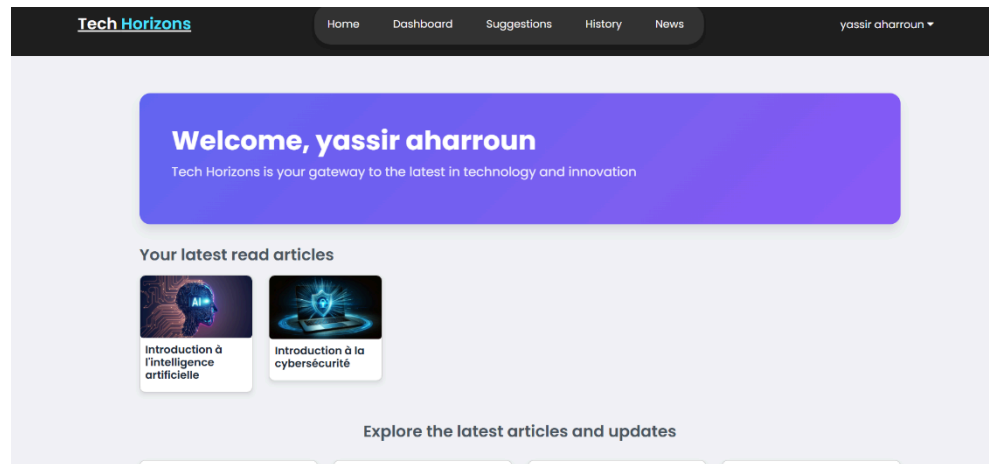 Tech Horizons
Home Dashboard Suggestions History News
yassir aharroun
Welcome, yassir aharroun
Tech Horizons is your gateway to the latest in technology and innovation
Your latest read articles
AI
Introduction à
l'intelligence
artificielle
Introduction à la
cybersécurité
Explore the latest articles and updates